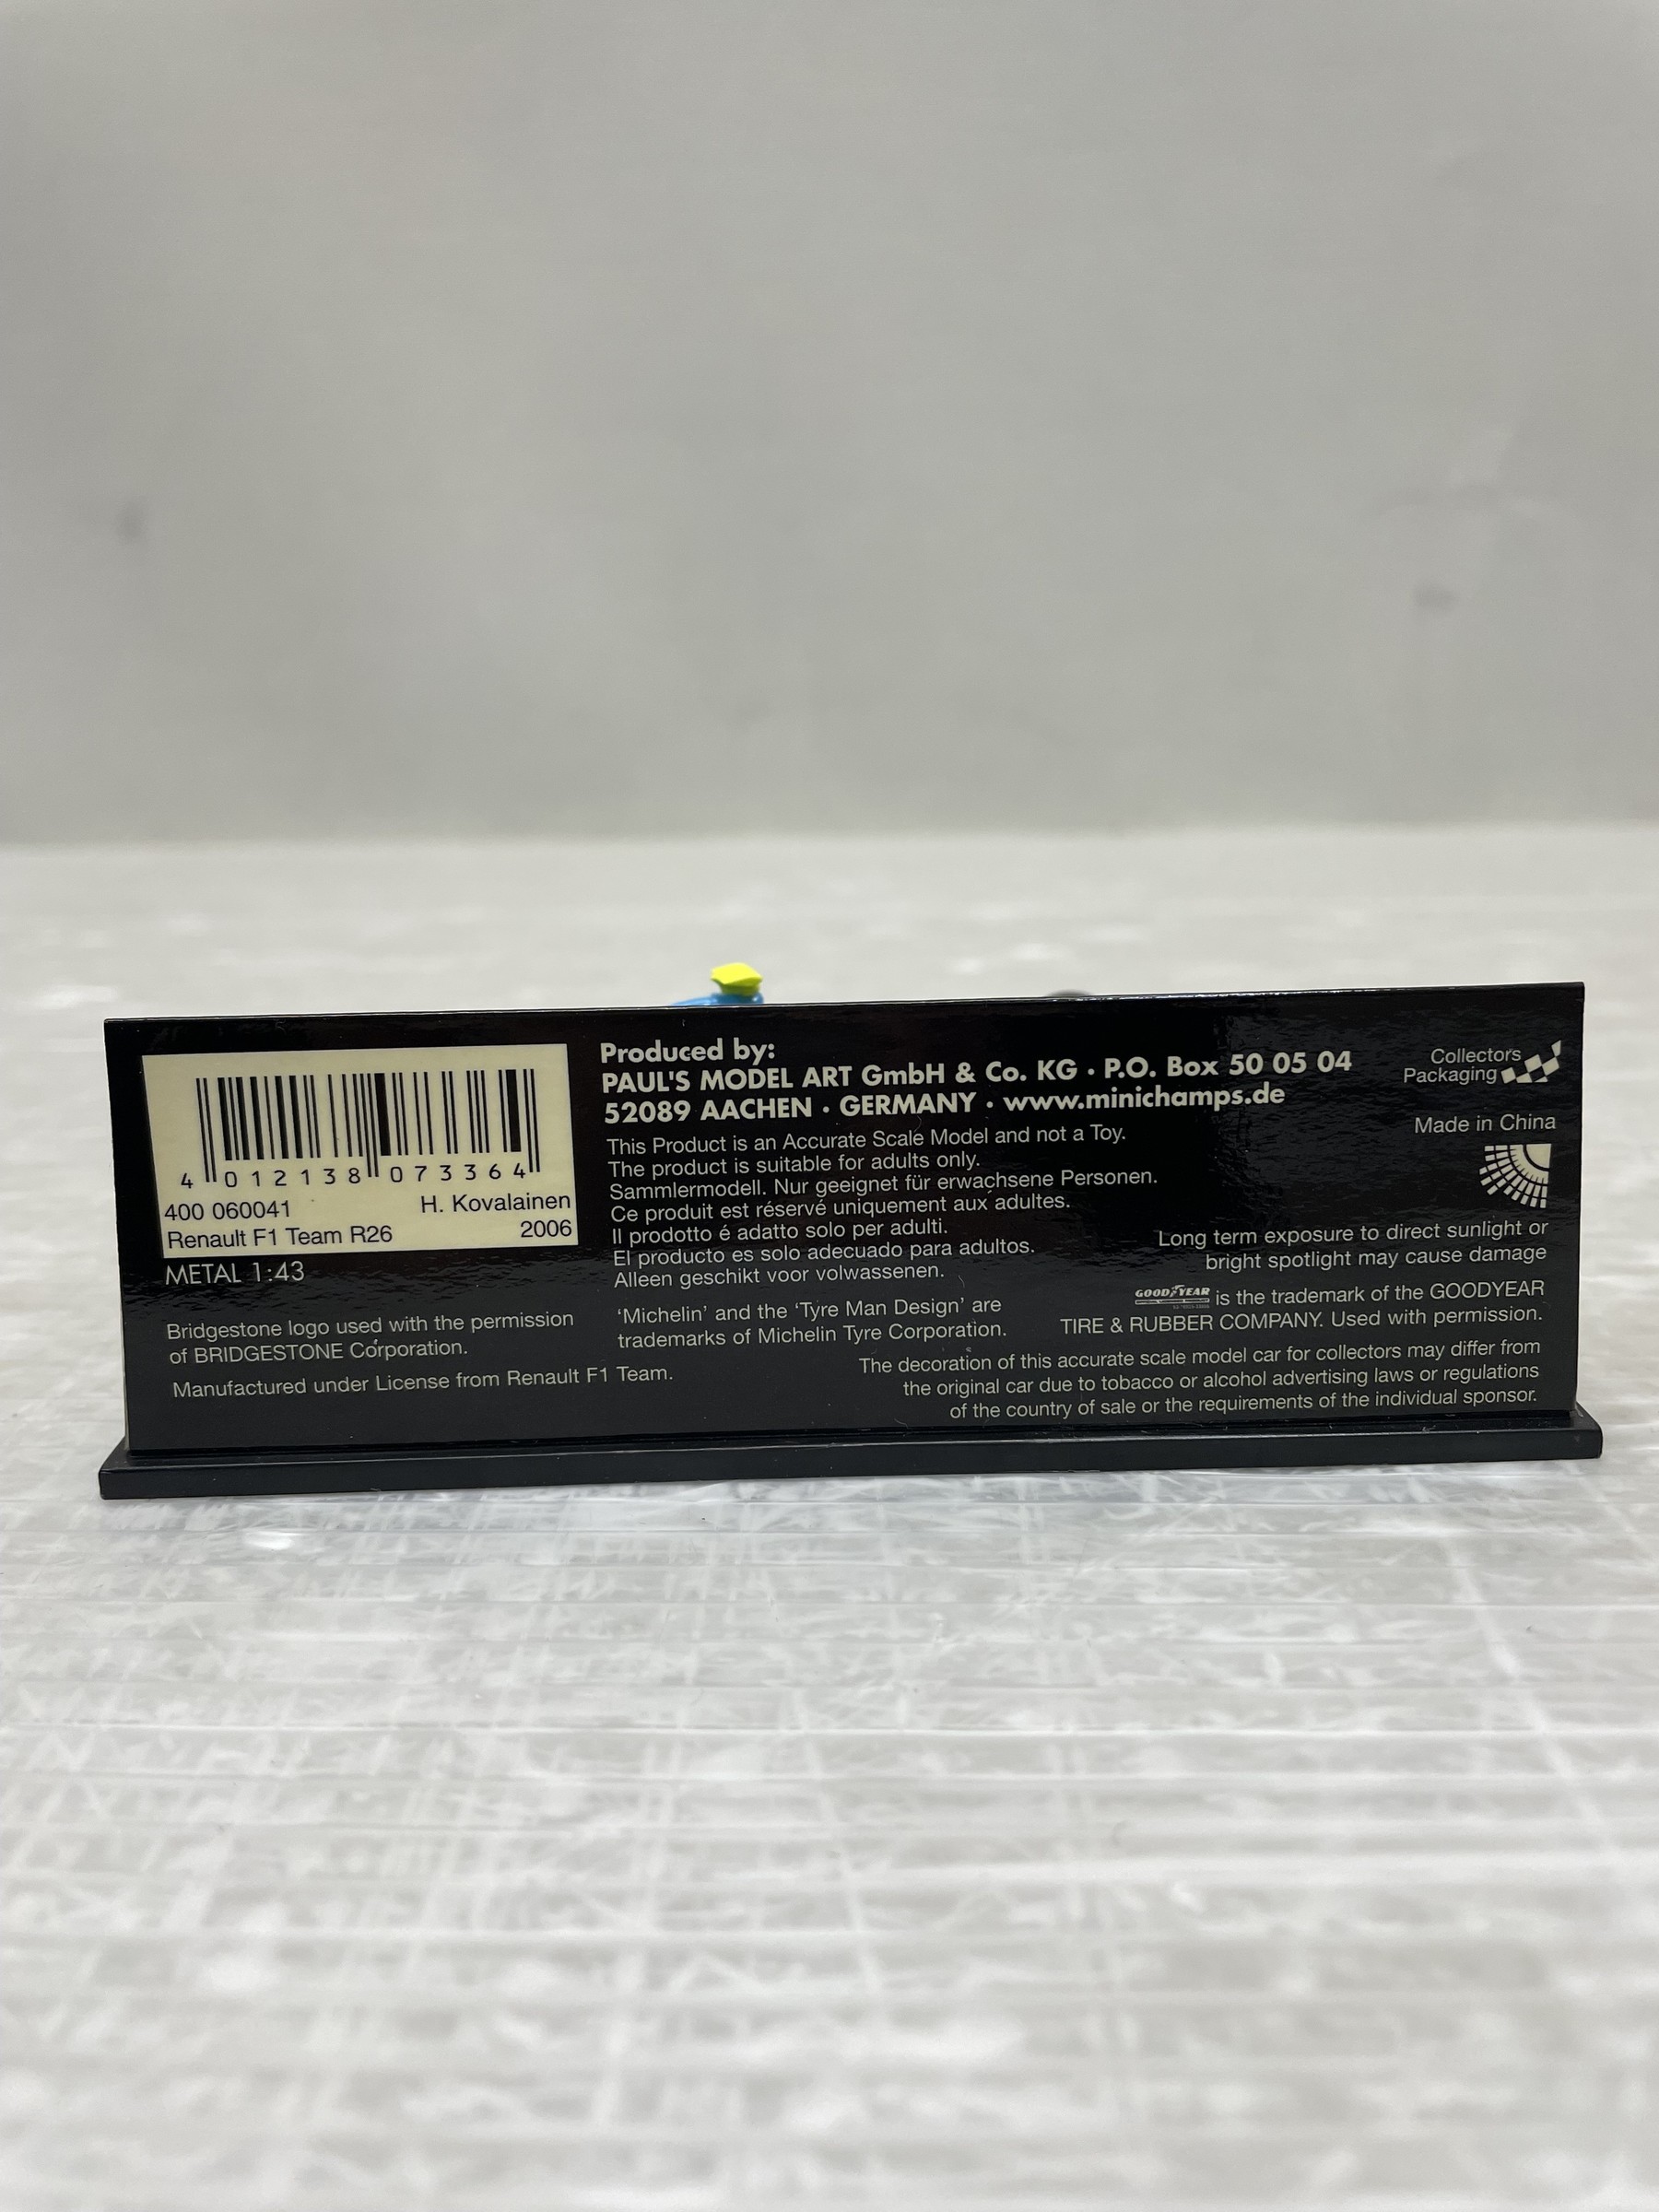 4 012138 073364
400 060041 H. Kovalainen
Renault F1 Team R26 2006
METAL 1:43
Bridgestone logo used with the permission
of BRIDGESTONE Corporation.
Manufactured under License from Renault F1 Team.
Produced by:
PAUL'S MODEL ART GmbH & Co. KG · P.O. Box 50 05 04
52089 AACHEN · GERMANY · www.minichamps.de
This Product is an Accurate Scale Model and not a Toy.
The product is suitable for adults only.
Sammlermodell. Nur geeignet für erwachsene Personen.
Ce produit est réservé uniquement aux adultes.
Il prodotto é adatto solo per adulti.
El producto es solo adecuado para adultos.
Alleen geschikt voor volwassenen.
‘Michelin’ and the ‘Tyre Man Design’ are
trademarks of Michelin Tyre Corporation.
Collectors
Packaging
Made in China
Long term exposure to direct sunlight or
bright spotlight may cause damage
GOODYEAR is the trademark of the GOODYEAR
TIRE & RUBBER COMPANY. Used with permission.
The decoration of this accurate scale model car for collectors may differ from
the original car due to tobacco or alcohol advertising laws or regulations
of the country of sale or the requirements of the individual sponsor.